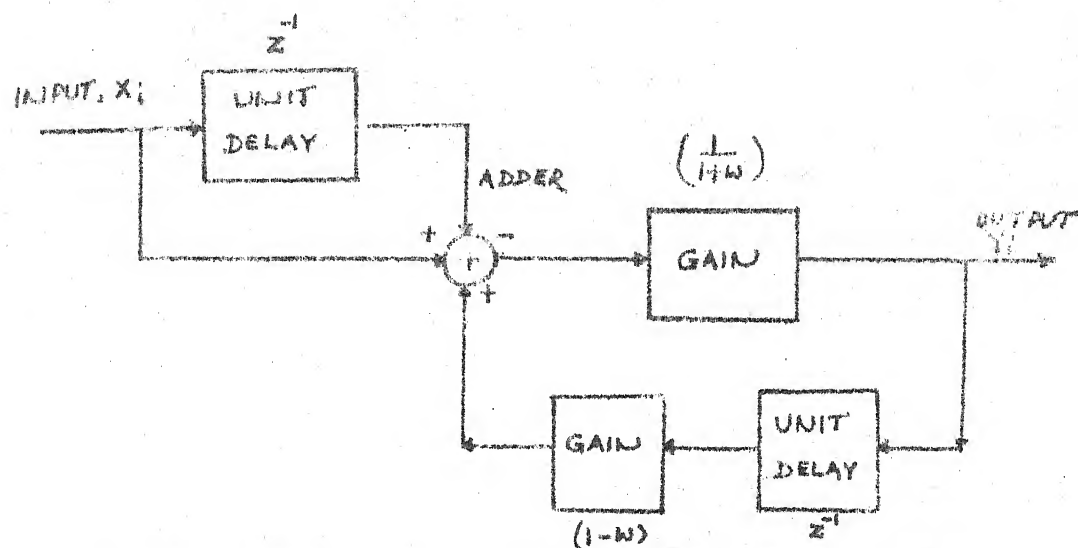 z⁻¹
INPUT, Xi
UNIT
DELAY
ADDER
(1/1+W)
+
-
+
+
GAIN
OUTPUT
Yi
GAIN
(1-W)
UNIT
DELAY
z⁻¹